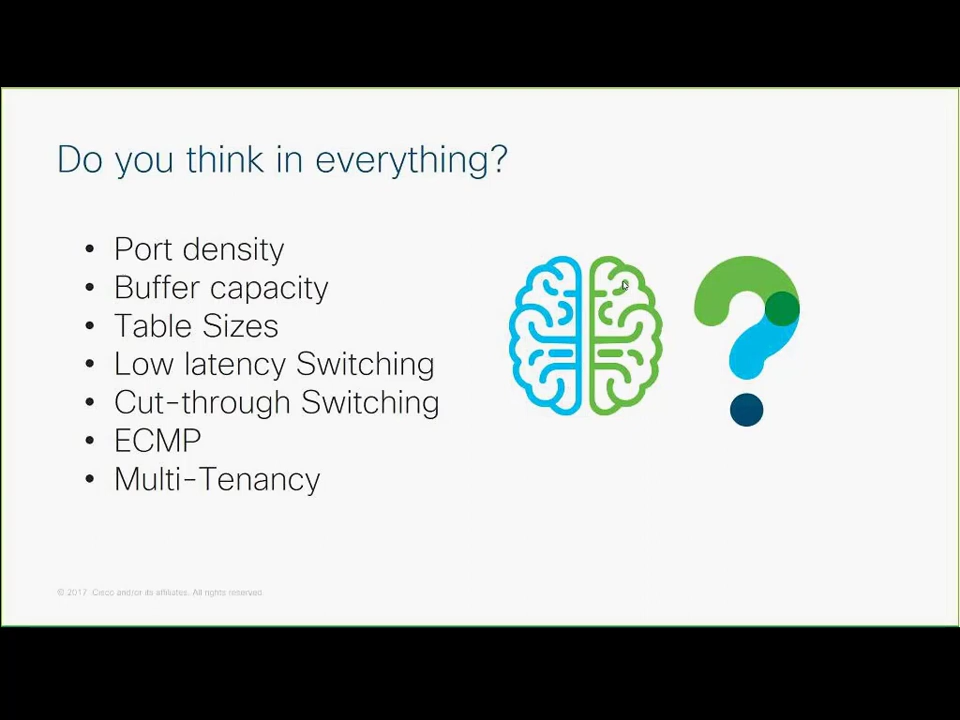 Do you think in everything?
• Port density
• Buffer capacity
• Table Sizes
• Low latency Switching
• Cut-through Switching
• ECMP
• Multi-Tenancy
© 2017 Cisco and/or its affiliates. All rights reserved.